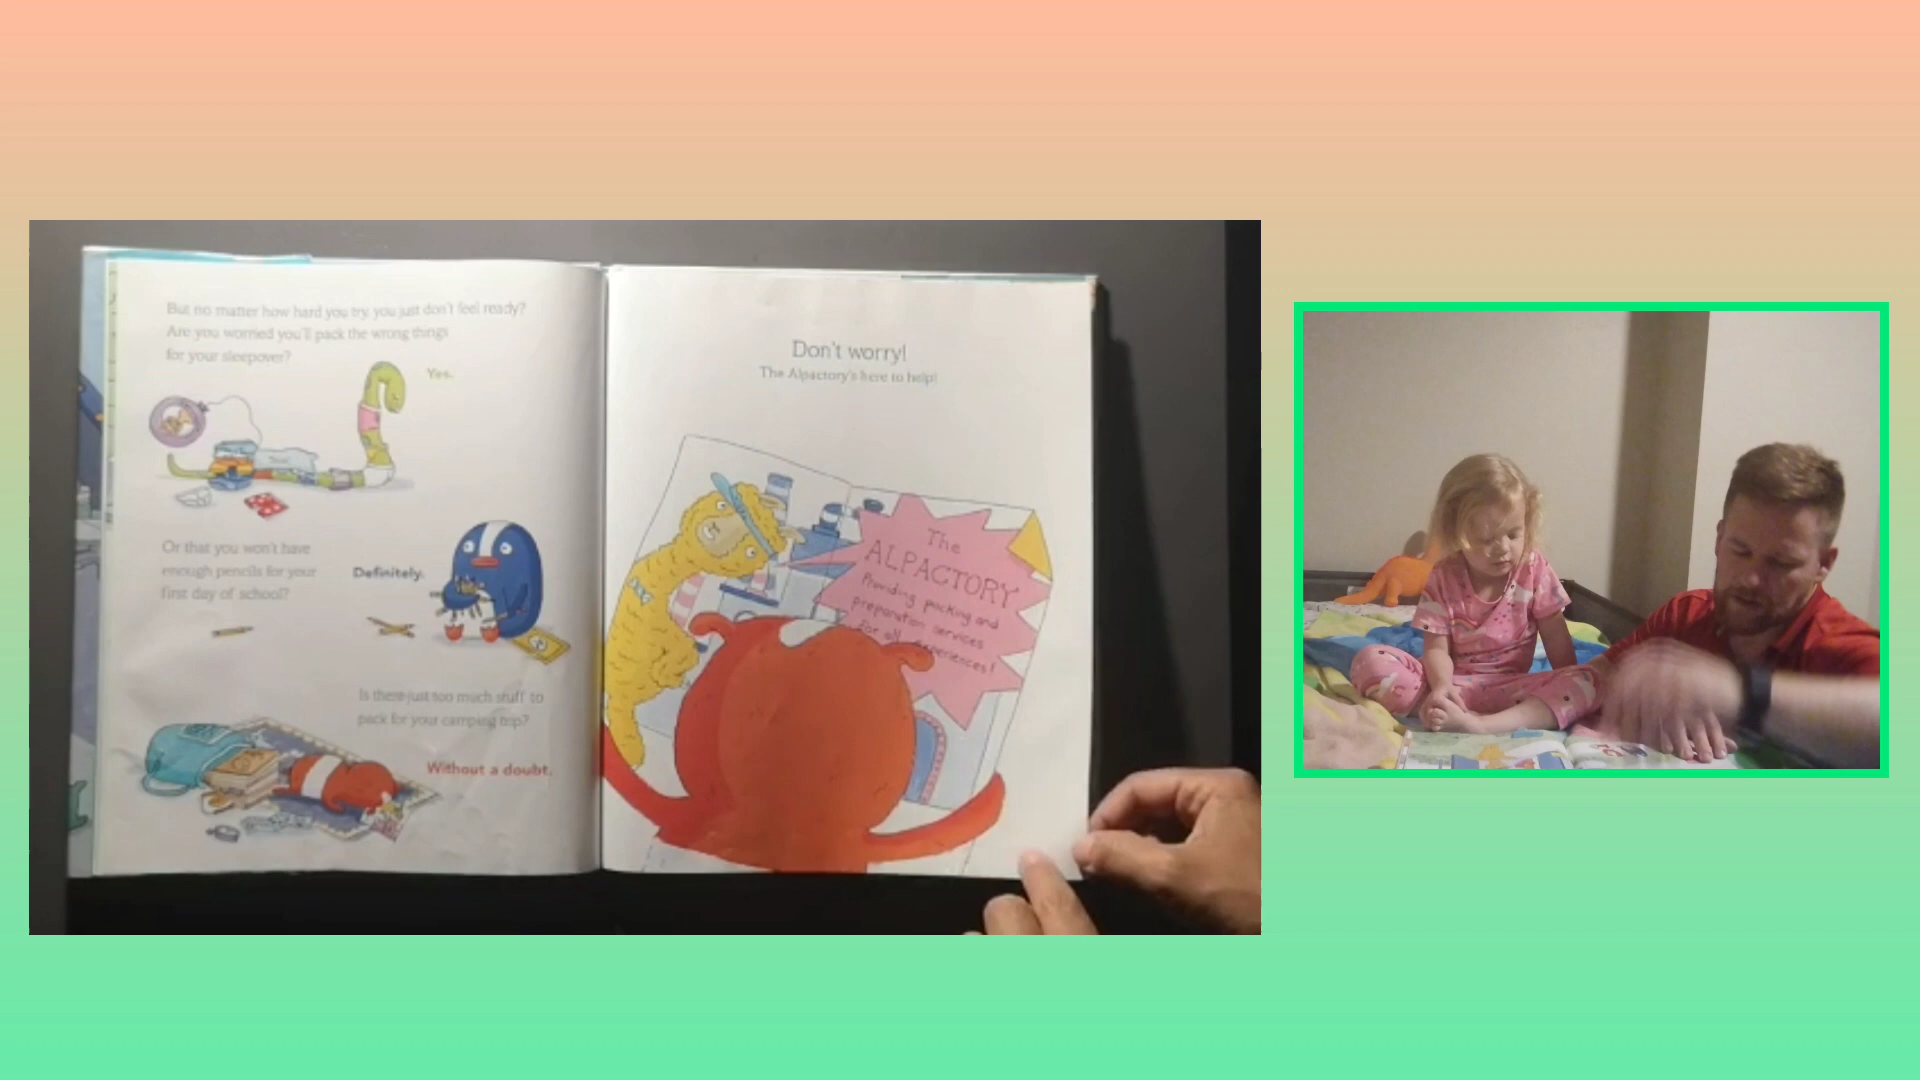 But no matter how hard you try, you just don't feel ready?
Are you worried you'll pack the wrong things
for your sleepover?
Yes.
Or that you won't have
enough pencils for your
first day of school?
Definitely.
Is there just too much stuff to
pack for your camping trip?
Without a doubt.
Don't worry!
The Alpactory's here to help!
The
ALPACTORY
Providing packing and
preparation services
for all experiences!